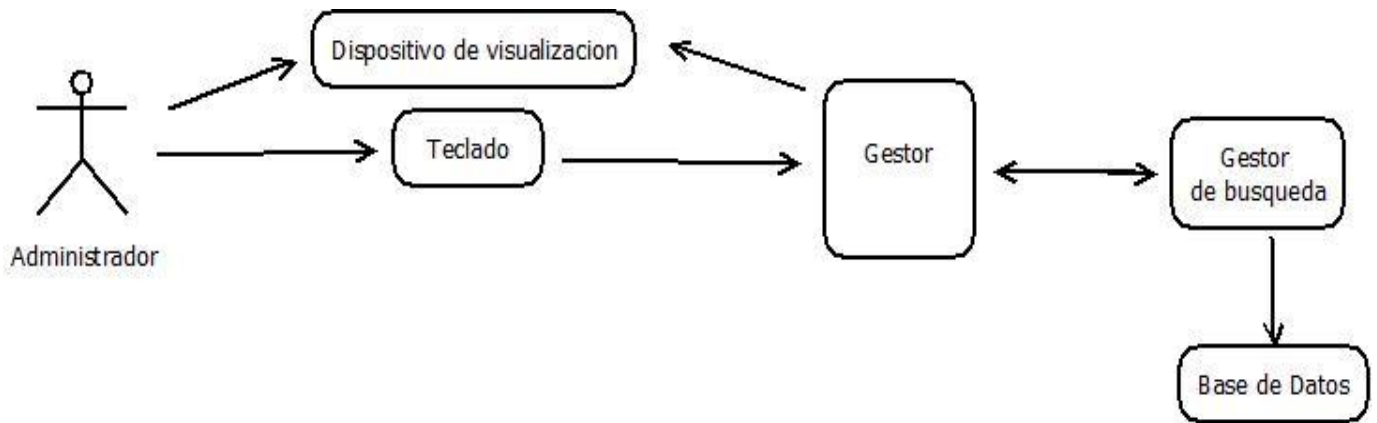 Dispositivo de visualizacion
Teclado
Gestor
Gestor
de busqueda
Administrador
Base de Datos